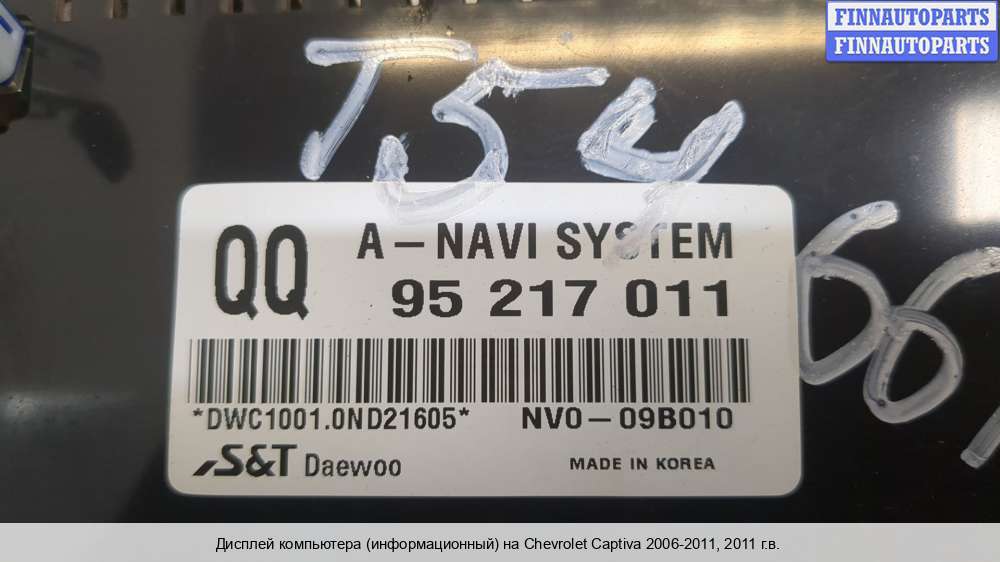 FINNAUTOPARTS
FINNAUTOPARTS
T54
QQ
A-NAVI SYSTEM
95 217 011
*DWC1001.0ND21605* NV0-09B010
S&T Daewoo
MADE IN KOREA
Дисплей компьютера (информационный) на Chevrolet Captiva 2006-2011, 2011 г.в.